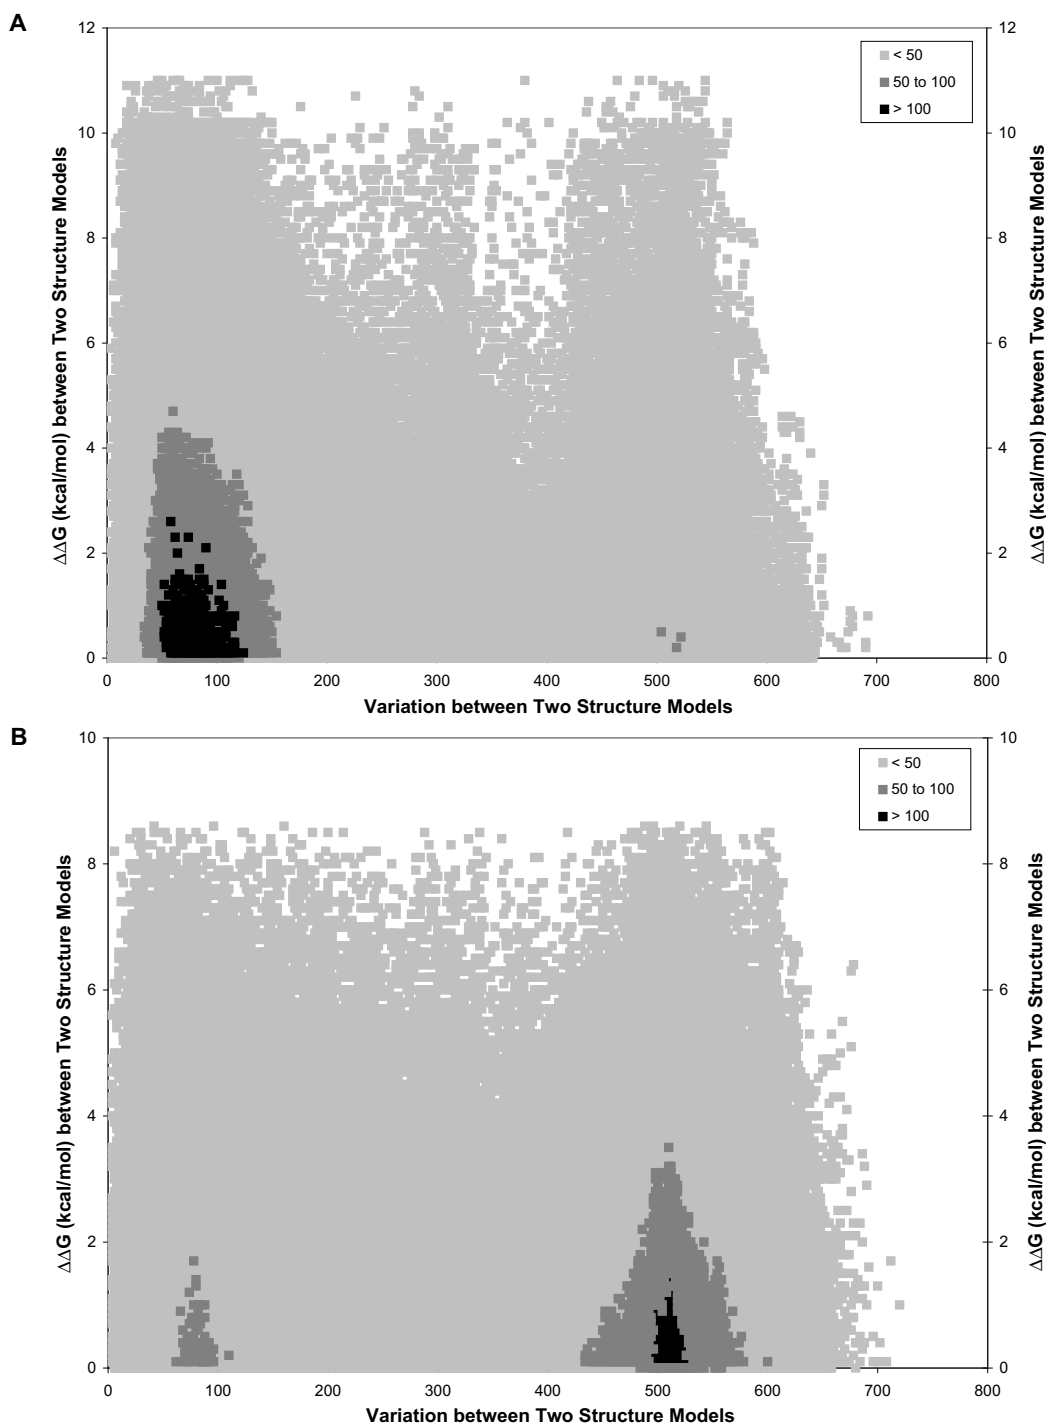 A
12
10
8
6
4
2
0
ΔΔG (kcal/mol) between Two Structure Models
12
10
8
6
4
2
0
ΔΔG (kcal/mol) between Two Structure Models
< 50
50 to 100
> 100
0 100 200 300 400 500 600 700 800
Variation between Two Structure Models
B
10
8
6
4
2
0
ΔΔG (kcal/mol) between Two Structure Models
10
8
6
4
2
0
ΔΔG (kcal/mol) between Two Structure Models
< 50
50 to 100
> 100
0 100 200 300 400 500 600 700 800
Variation between Two Structure Models